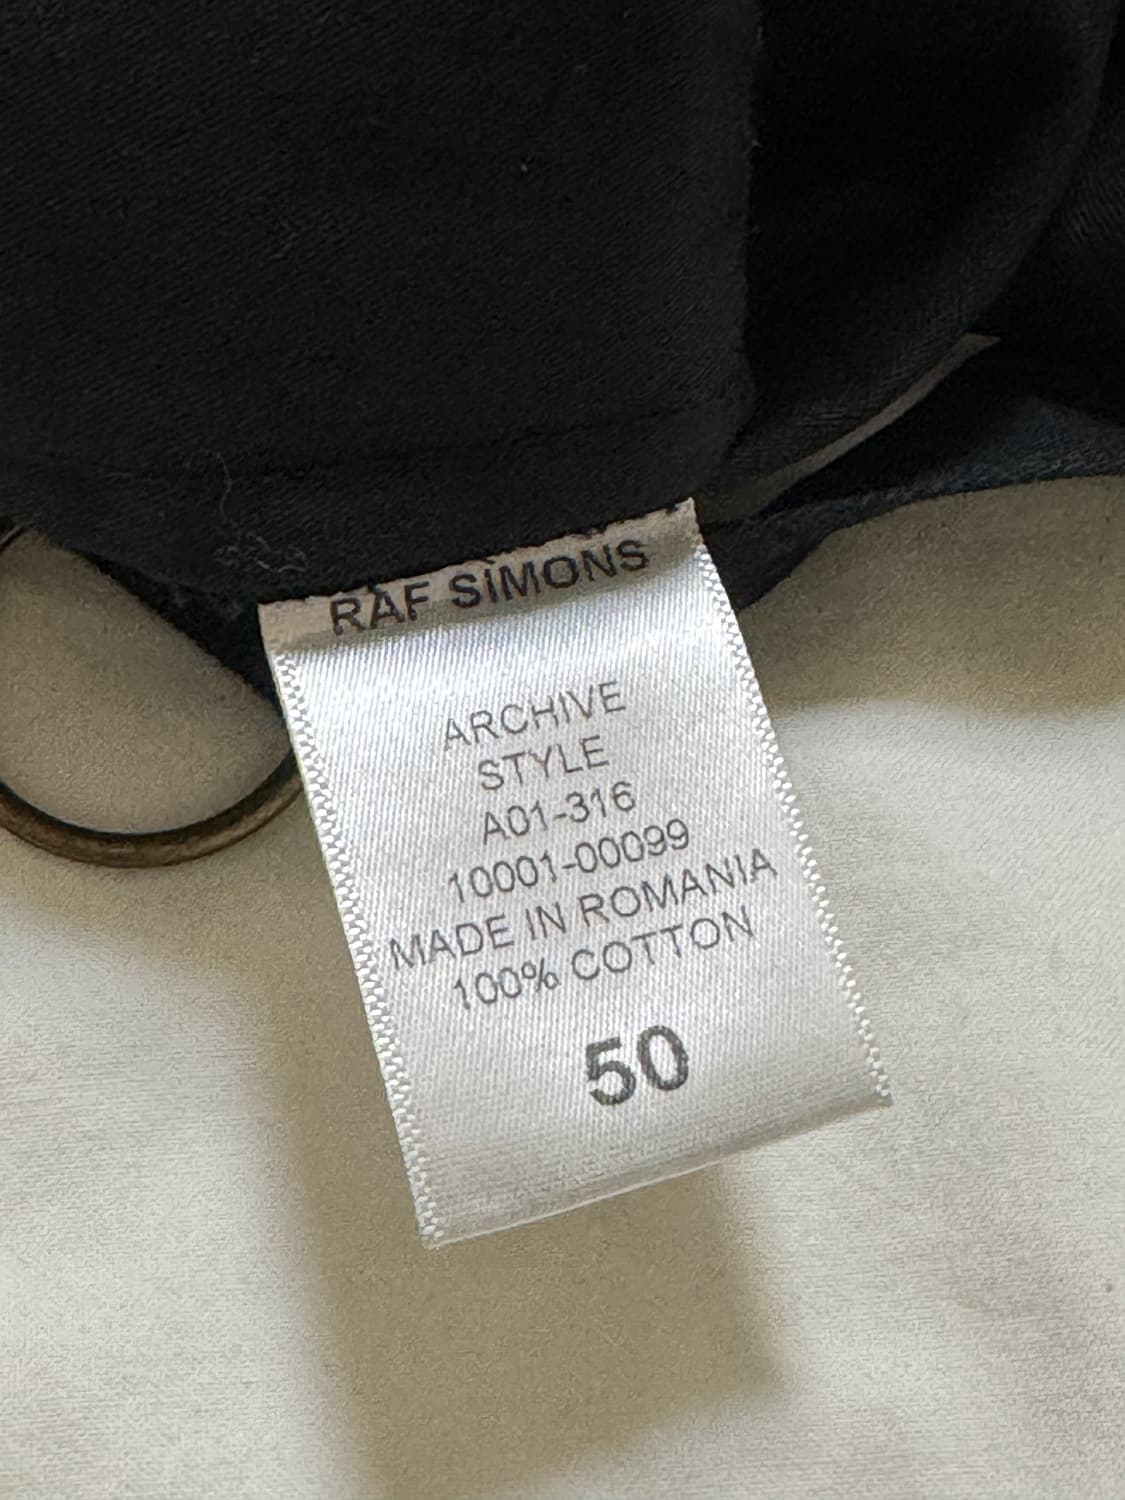 RAF SIMONS
ARCHIVE
STYLE
A01-316
10001-00099
MADE IN ROMANIA
100% COTTON
50